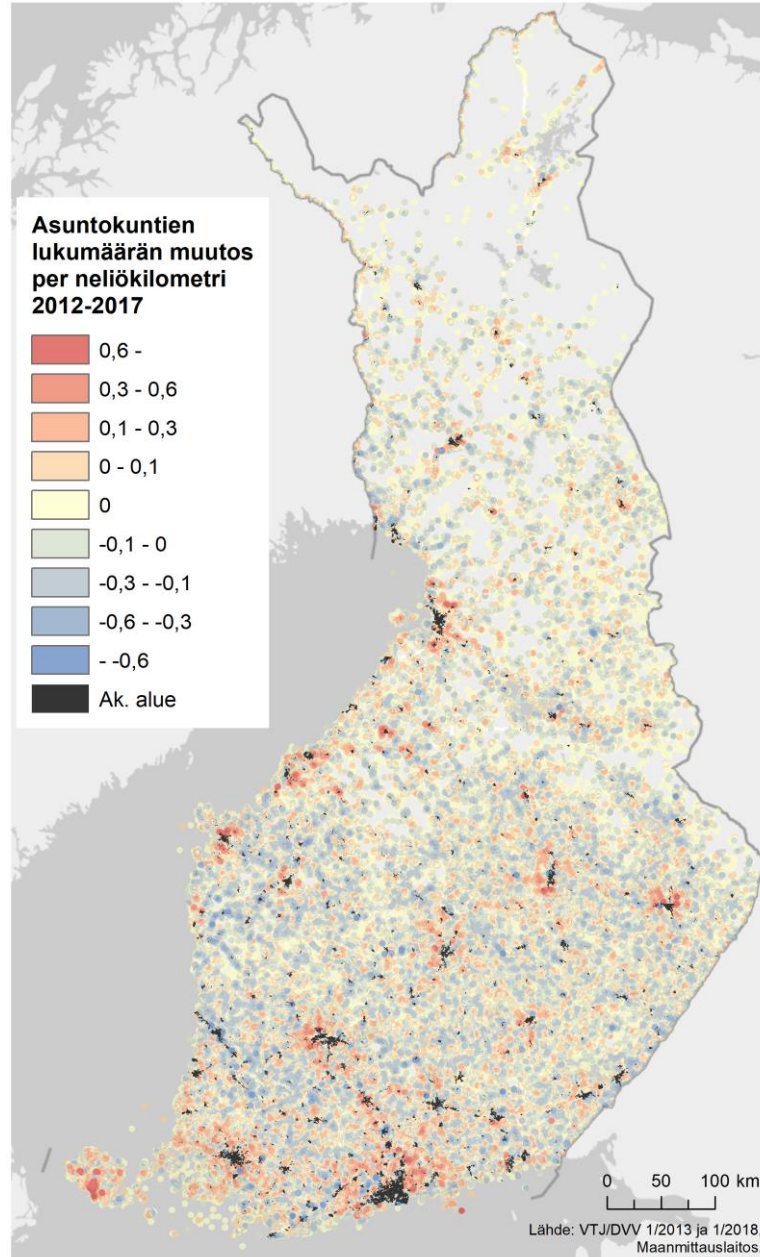 Asuntokuntien
lukumäärän muutos
per neliökilometri
2012-2017
0,6 -
0,3 - 0,6
0,1 - 0,3
0 - 0,1
0
-0,1 - 0
-0,3 - -0,1
-0,6 - -0,3
- -0,6
Ak. alue
0 50 100 km
Lähde: VTJ/DVV 1/2013 ja 1/2018,
Maanmittauslaitos